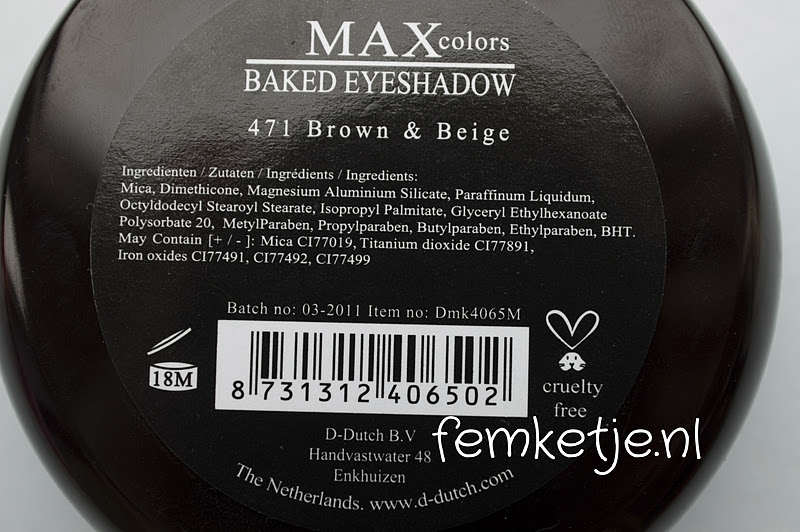 MAX colors
BAKED EYESHADOW
471 Brown & Beige
Ingredienten / Zutaten / Ingrédients / Ingredients:
Mica, Dimethicone, Magnesium Aluminium Silicate, Paraffinum Liquidum,
Octyldodecyl Stearoyl Stearate, Isopropyl Palmitate, Glyceryl Ethylhexanoate
Polysorbate 20, MetylParaben, Propylparaben, Butylparaben, Ethylparaben, BHT.
May Contain [+ / - ]: Mica CI77019, Titanium dioxide CI77891,
Iron oxides CI77491, CI77492, CI77499
Batch no: 03-2011 Item no: Dmk4065M
18M
8 731312 406502
cruelty
free
D-Dutch B.V
Handvastwater 48
Enkhuizen
The Netherlands. www.d-dutch.com
femketje.nl